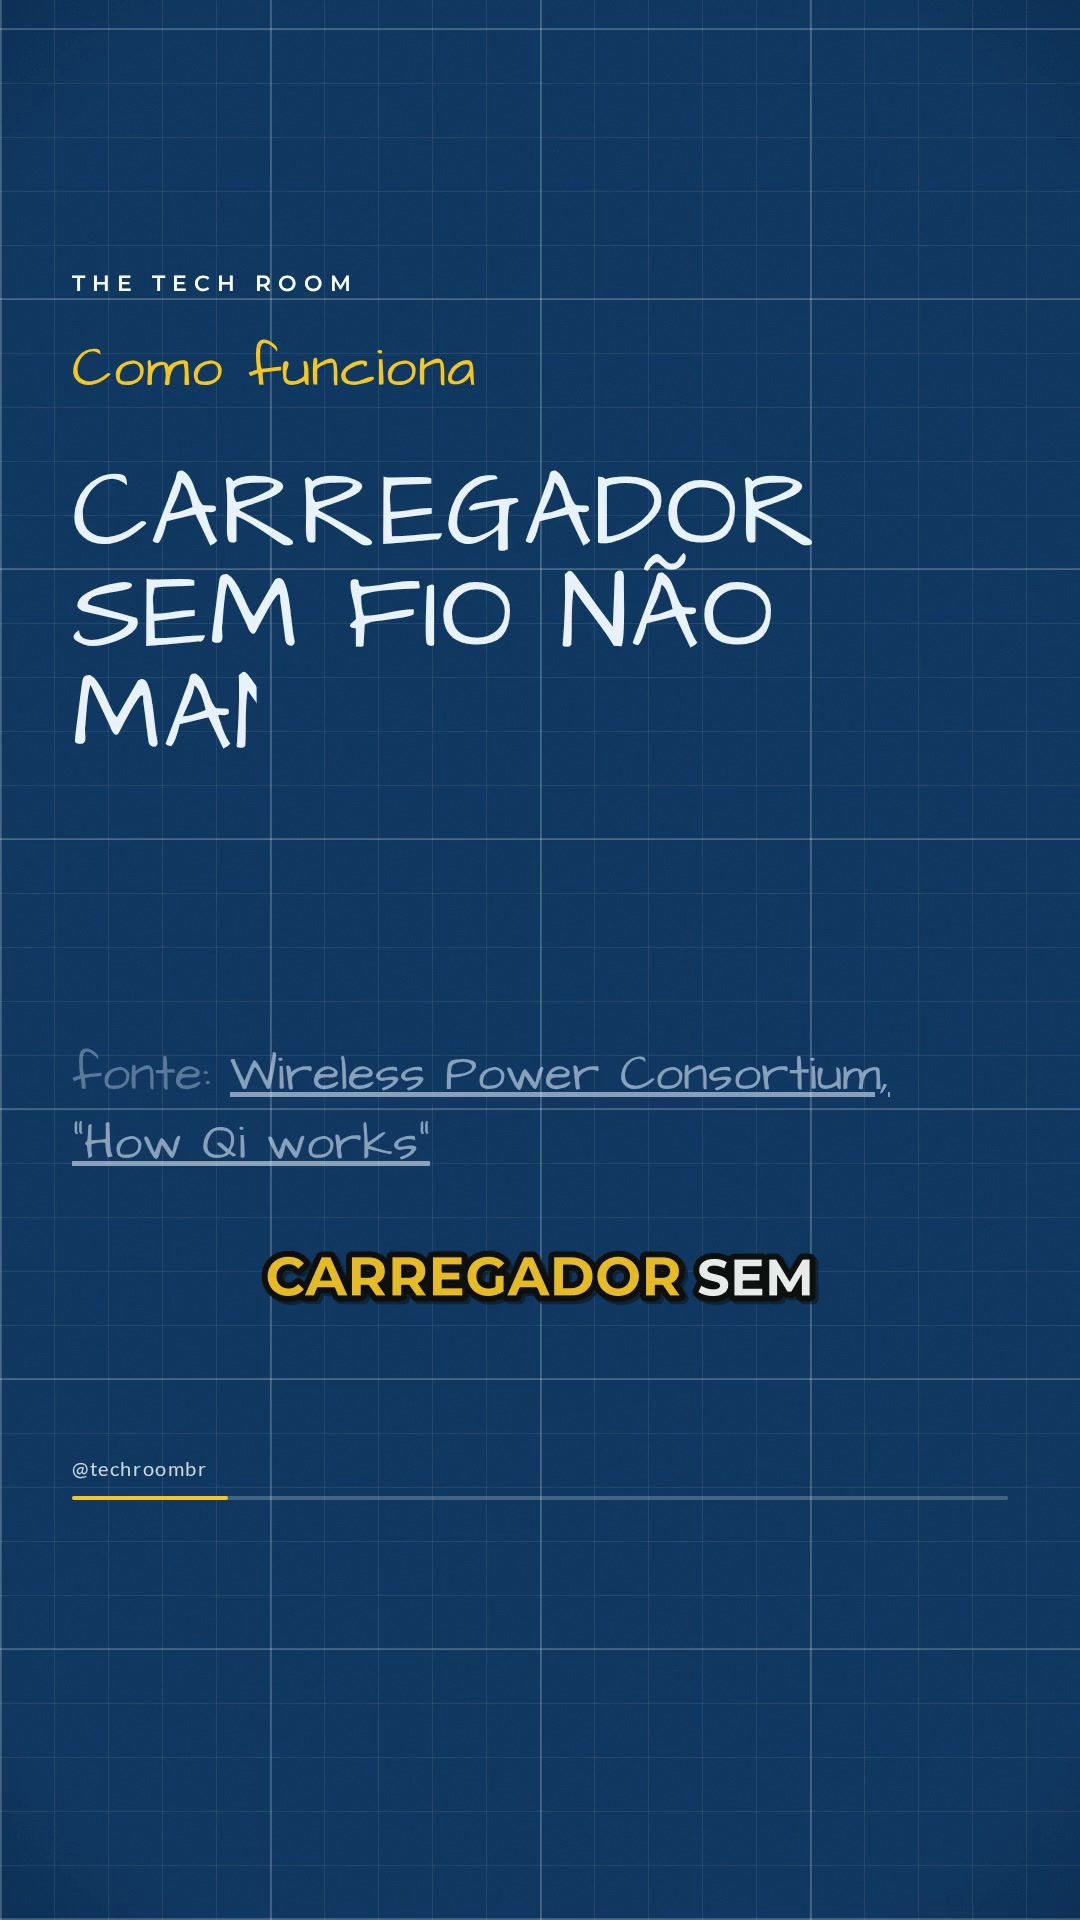 THE TECH ROOM
Como funciona
CARREGADOR
SEM FIO NÃO
MA
fonte: Wireless Power Consortium,
"How Qi works"
CARREGADOR SEM
@techroombr